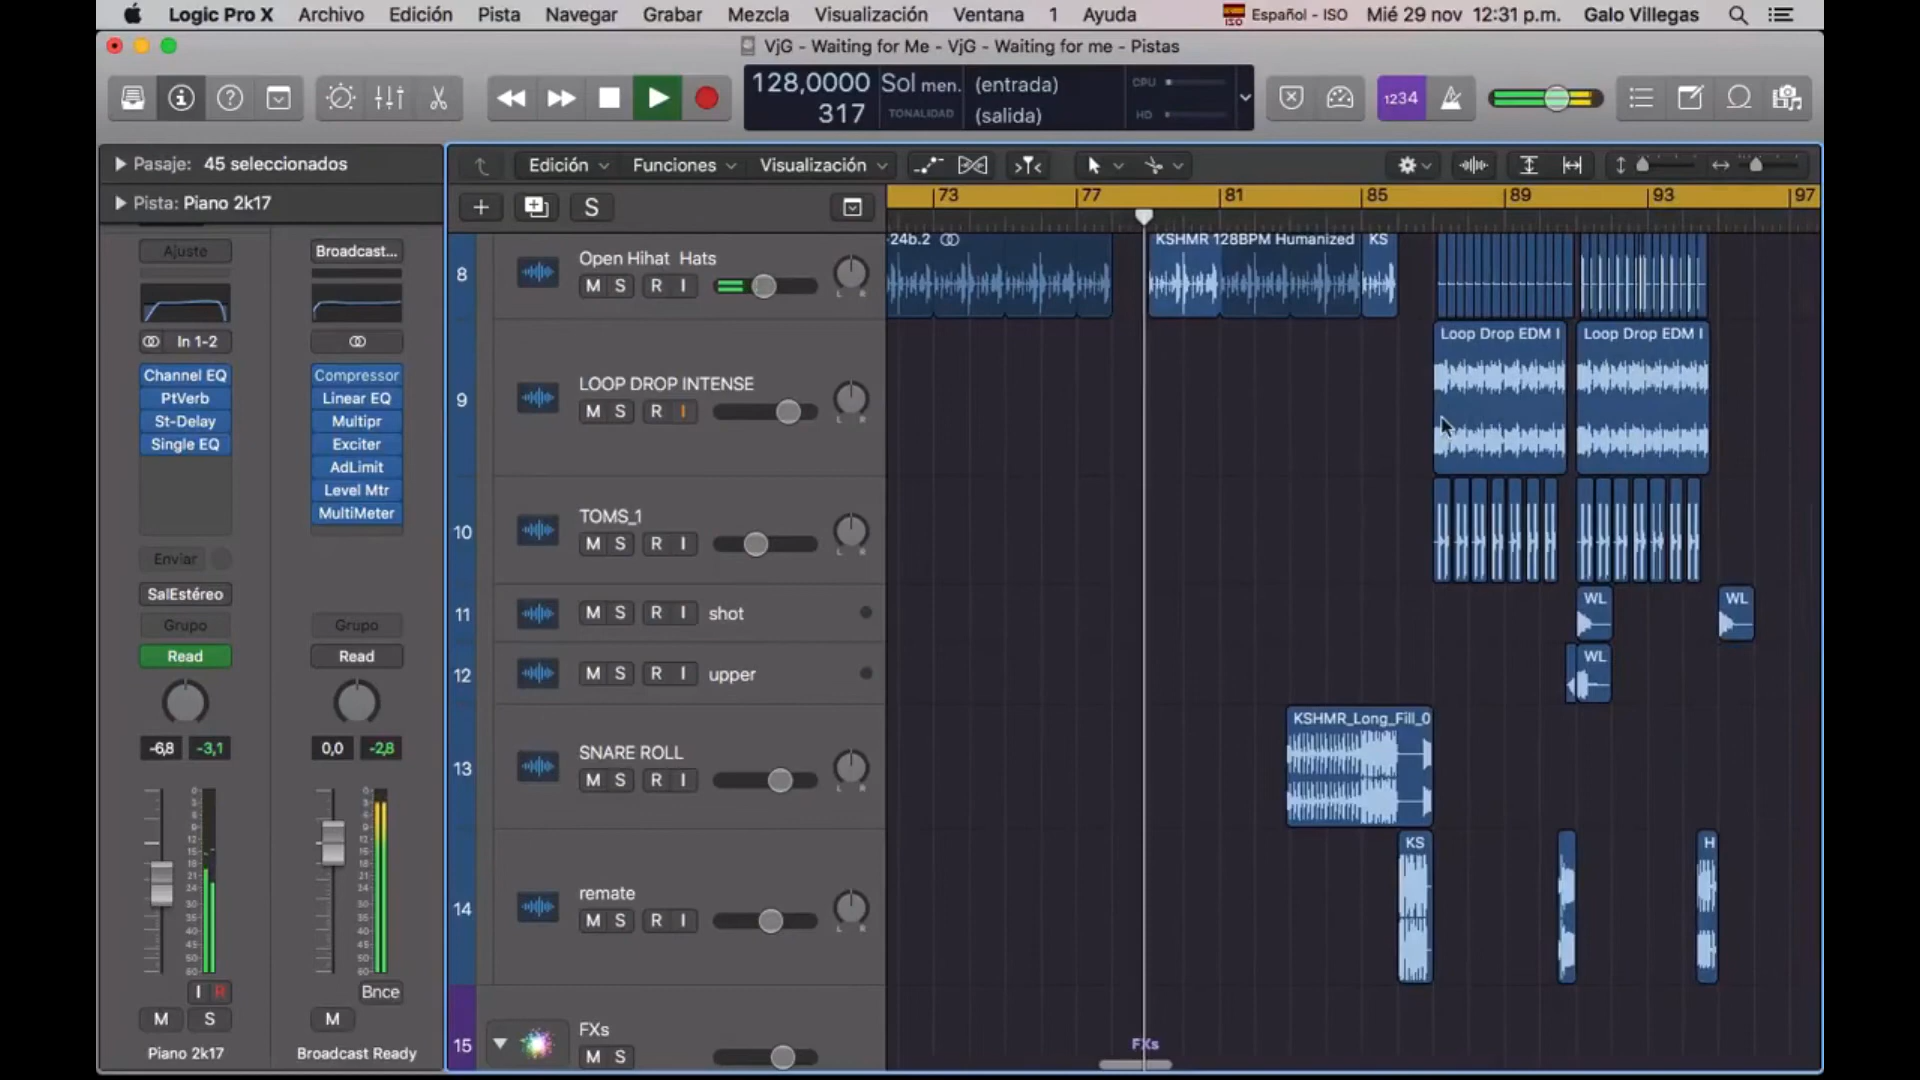 Logic Pro X Archivo Edición Pista Navegar Grabar Mezcla Visualización Ventana 1 Ayuda ISO Español - ISO Mié 29 nov 12:31 p.m. Galo Villegas
VjG - Waiting for Me - VjG - Waiting for me - Pistas
128,0000 Sol men. (entrada) CPU
317 TONALIDAD (salida) HD
1234
Pasaje: 45 seleccionados
Edición Funciones Visualización
Pista: Piano 2k17
S
73 77 81 85 89 93 97
Ajuste Broadcast...
In 1-2
Channel EQ Compressor
PtVerb Linear EQ
St-Delay Multipr
Single EQ Exciter
AdLimit
Level Mtr
MultiMeter
Enviar
SalEstéreo
Grupo Grupo
Read Read
-6,8 -3,1 0,0 -2,8
I R Bnce
M S M
Piano 2k17 Broadcast Ready
8 Open Hihat Hats
M S R I L R
9 LOOP DROP INTENSE
M S R I L R
10 TOMS_1
M S R I L R
11 M S R I shot
12 M S R I upper
13 SNARE ROLL
M S R I L R
14 remate
M S R I L R
15 FXs
M S
-24b.2 KSHMR 128BPM Humanized KS
Loop Drop EDM I Loop Drop EDM I
WL WL
WL
KSHMR_Long_Fill_0
KS H
FXs